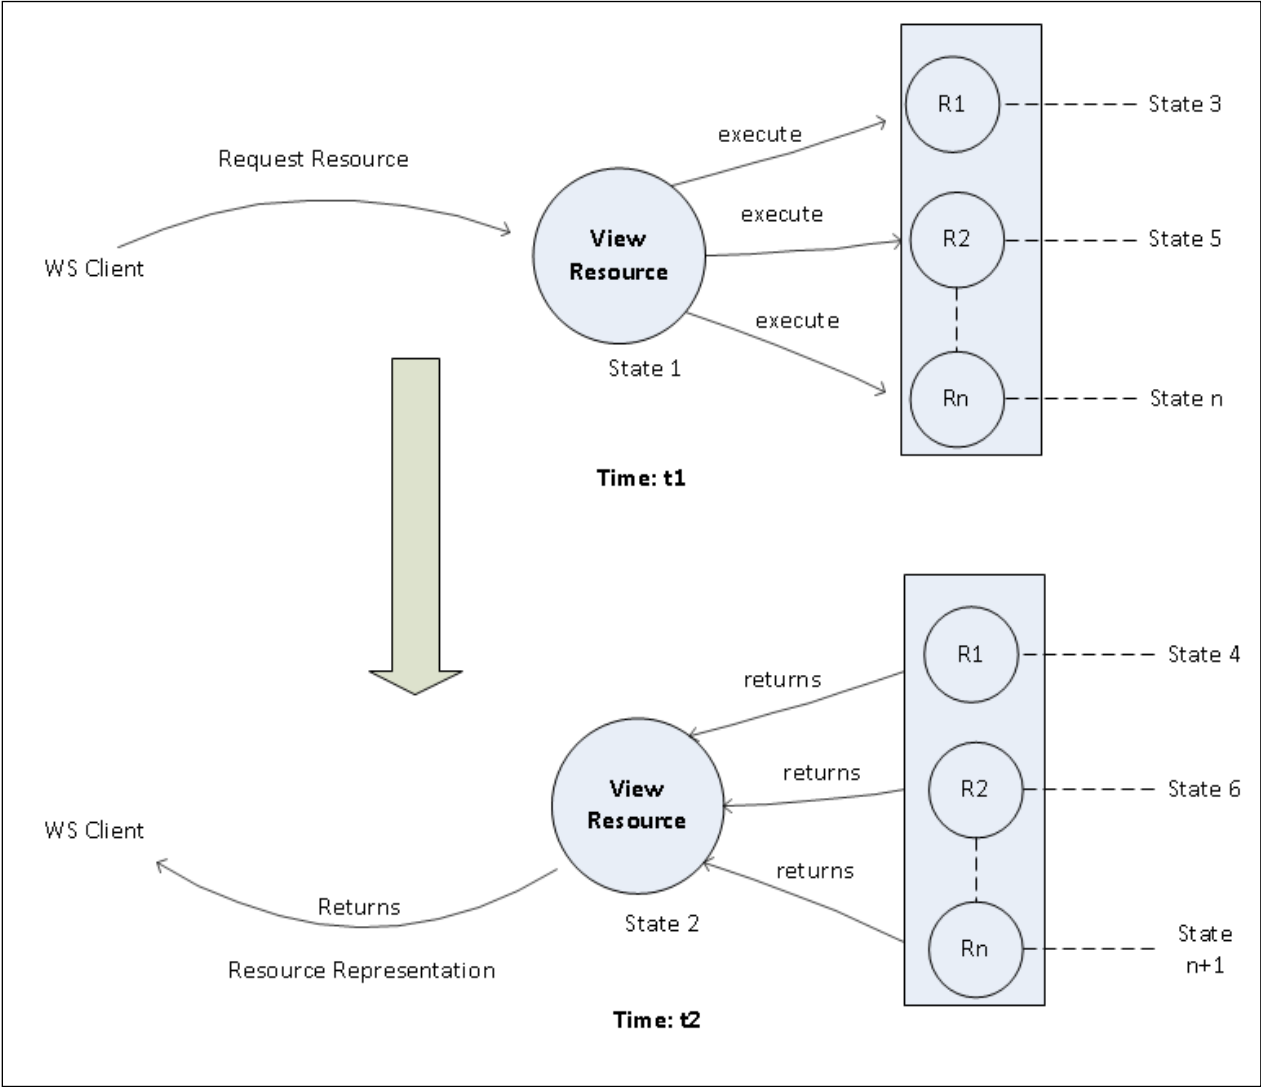 R1
State 3
execute
Request Resource
execute
View
Resource
R2
State 5
WS Client
execute
State 1
Rn
State n
Time: t1
R1
State 4
returns
returns
View
Resource
R2
State 6
WS Client
returns
Returns
State 2
Rn
State
n+1
Resource Representation
Time: t2